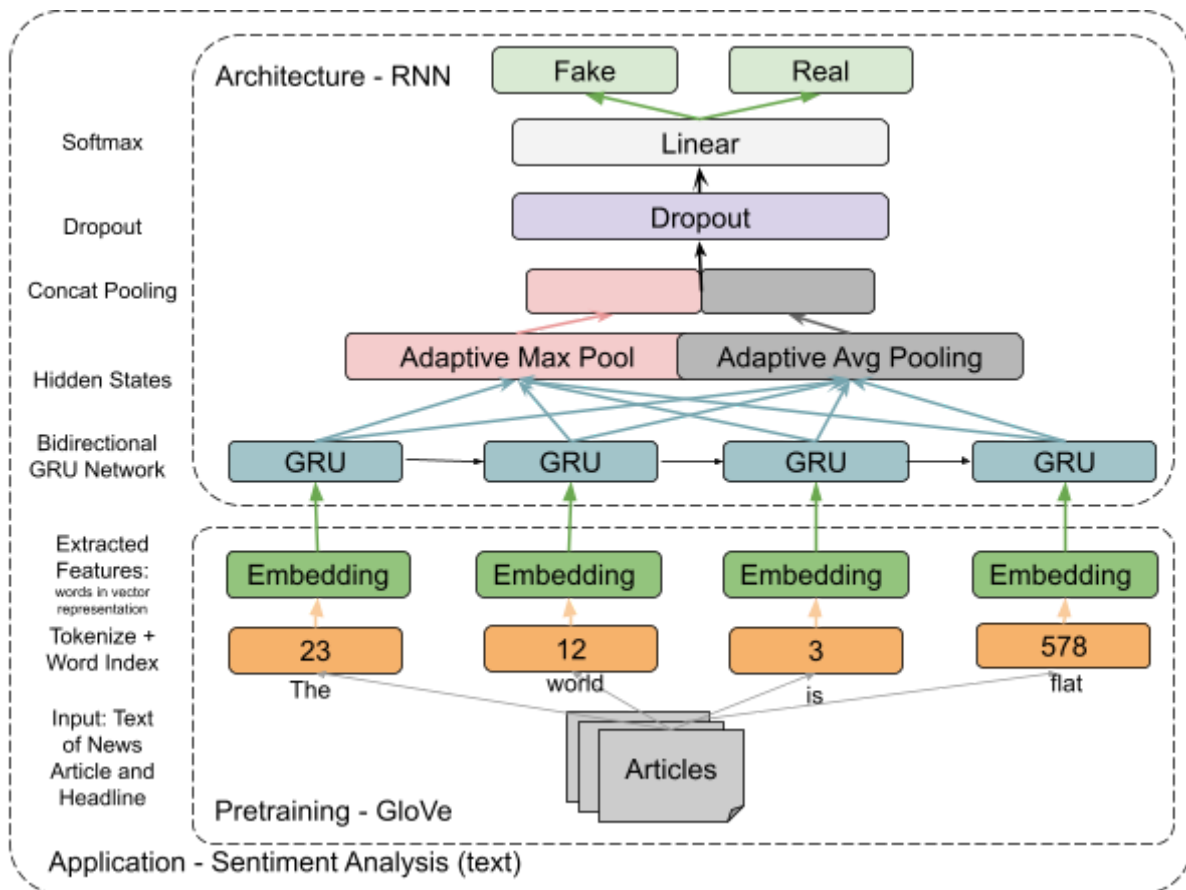 Architecture - RNN
Fake
Real
Softmax
Linear
Dropout
Dropout
Concat Pooling
Adaptive Max Pool
Adaptive Avg Pooling
Hidden States
Bidirectional
GRU Network
GRU
GRU
GRU
GRU
Extracted
Features:
words in vector
representation
Embedding
Embedding
Embedding
Embedding
Tokenize +
Word Index
23
12
3
578
The
world
is
flat
Input: Text
of News
Article and
Headline
Articles
Pretraining - GloVe
Application - Sentiment Analysis (text)